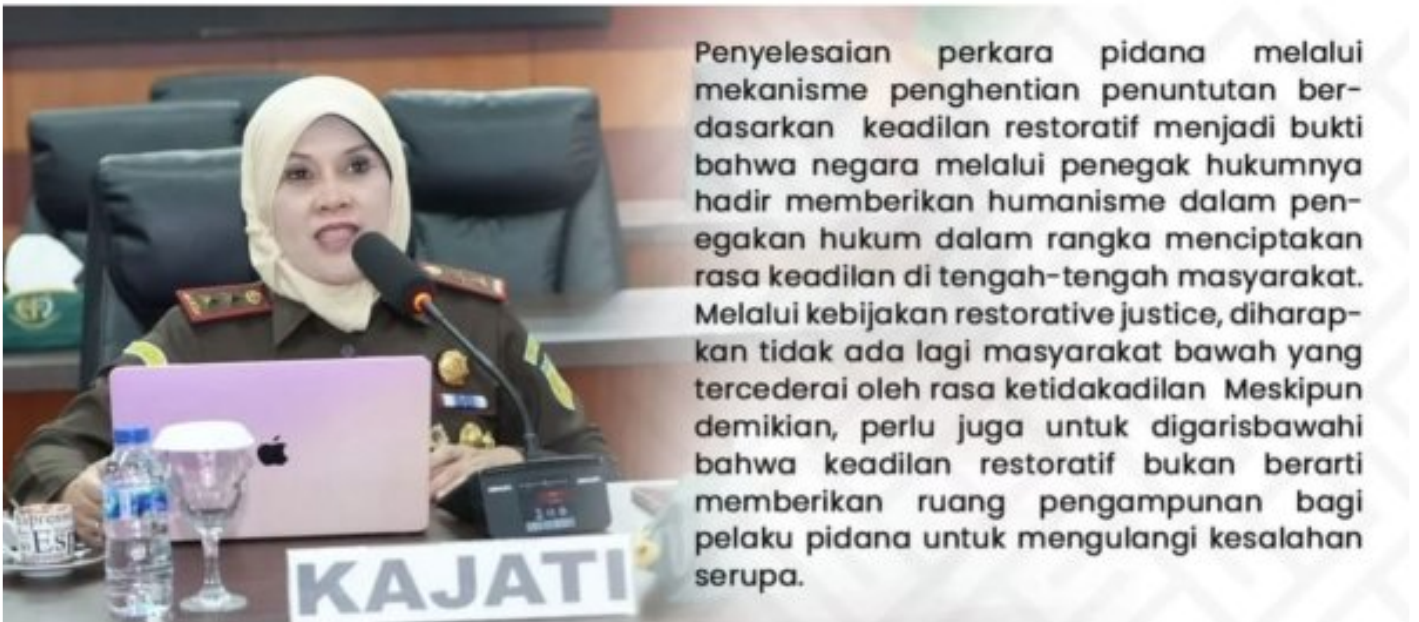 Penyelesaian perkara pidana melalui
mekanisme penghentian penuntutan ber-
dasarkan keadilan restoratif menjadi bukti
bahwa negara melalui penegak hukumnya
hadir memberikan humanisme dalam pen-
egakan hukum dalam rangka menciptakan
rasa keadilan di tengah-tengah masyarakat.
Melalui kebijakan restorative justice, diharap-
kan tidak ada lagi masyarakat bawah yang
tercederai oleh rasa ketidakadilan Meskipun
demikian, perlu juga untuk digarisbawahi
bahwa keadilan restoratif bukan berarti
memberikan ruang pengampunan bagi
pelaku pidana untuk mengulangi kesalahan
serupa.
KAJATI